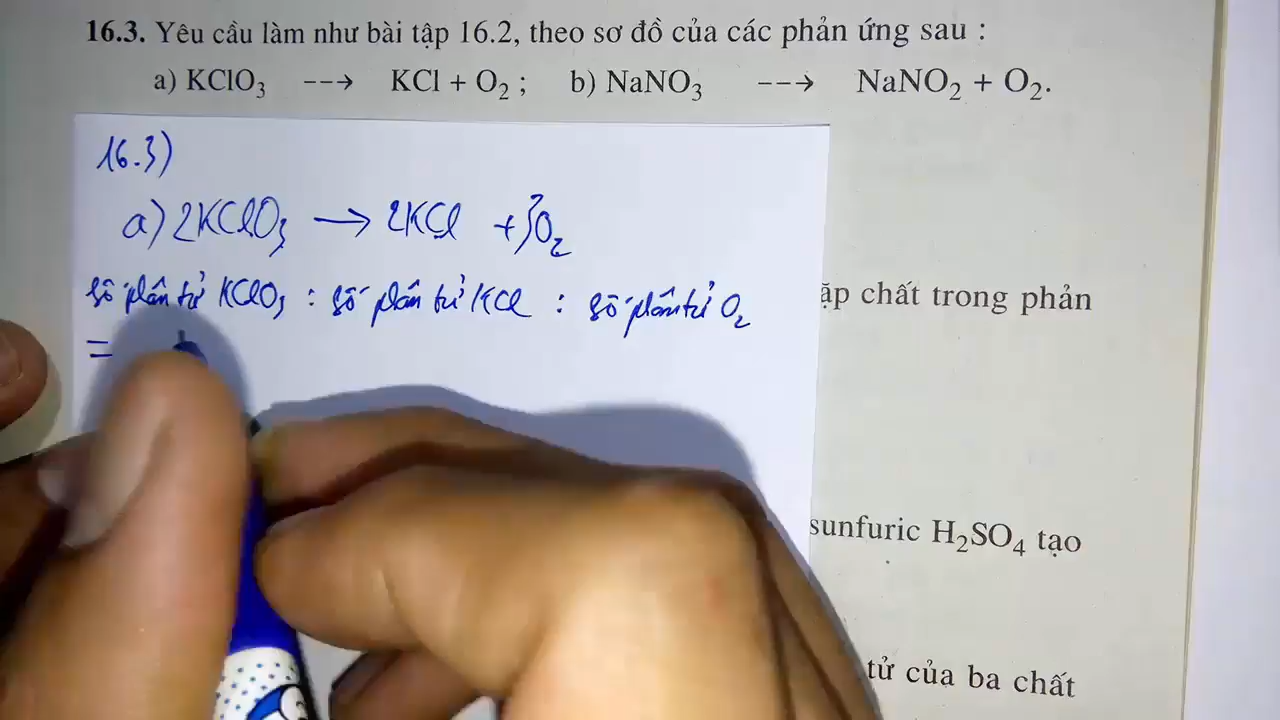 16.3. Yêu cầu làm như bài tập 16.2, theo sơ đồ của các phản ứng sau :
a) KClO₃ --→ KCl + O₂ ; b) NaNO₃ --→ NaNO₂ + O₂.
16.3)
a) 2KClO₃ → 2KCl + 3O₂
số phân tử KClO₃ : số phân tử KCl : số phân tử O₂
=
ặp chất trong phản
sunfuric H₂SO₄ tạo
tử của ba chất